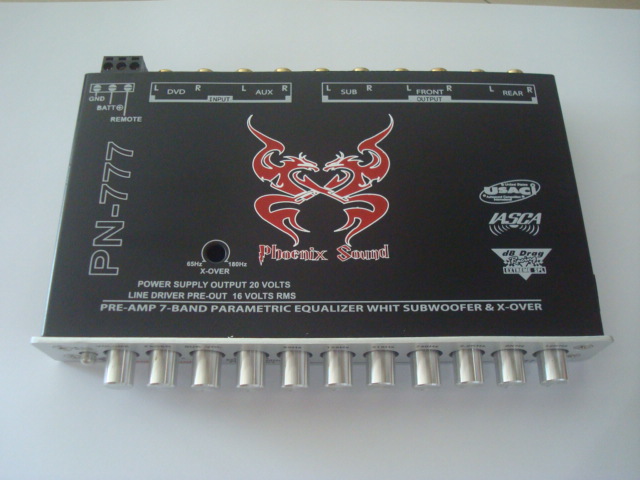 L R L R
DVD AUX
INPUT
L R L R L R
SUB FRONT REAR
OUTPUT
GND
BATT
REMOTE
PN-777
Phoenix Sound
USACi
IASCA
dB Drag
EXTREME SPL
65Hz 180Hz
X-OVER
POWER SUPPLY OUTPUT 20 VOLTS
LINE DRIVER PRE-OUT 16 VOLTS RMS
PRE-AMP 7-BAND PARAMETRIC EQUALIZER WHIT SUBWOOFER & X-OVER